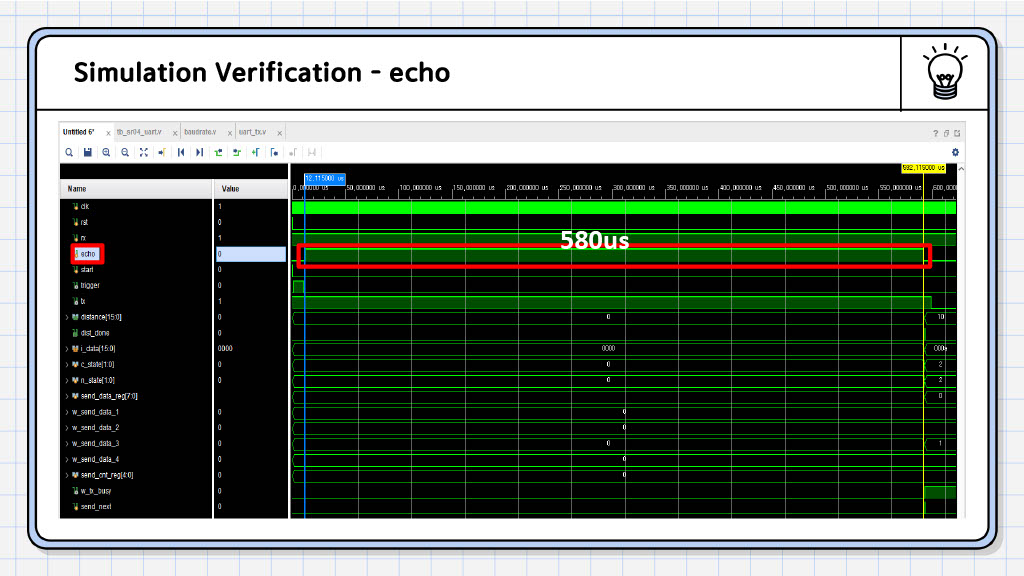 Simulation Verification - echo
Untitled 6* x tb_sr04_uart.v x baudrate.v x uart_tx.v x
592.115000 us
12.115000 us
Name Value 0.000000 us 50,000000 us 100,000000 us 150,000000 us 200,000000 us 250,000000 us 300,000000 us 350,000000 us 400,000000 us 450,000000 us 500,000000 us 550,000000 us
clk 1
rst 0
rx 1
580us
echo 0
start 0
trigger 0
tx 1
distance[15:0] 0 0 10
dist_done 0
i_data[15:0] 0000 0000
c_state[1:0] 0 0 2
n_state[1:0] 0 0 2
send_data_reg[7:0] 0
w_send_data_1 0 0
w_send_data_2 0 0
w_send_data_3 0 0 1
w_send_data_4 0 0
send_cnt_reg[4:0] 0 0
w_tx_busy 0
send_next 0